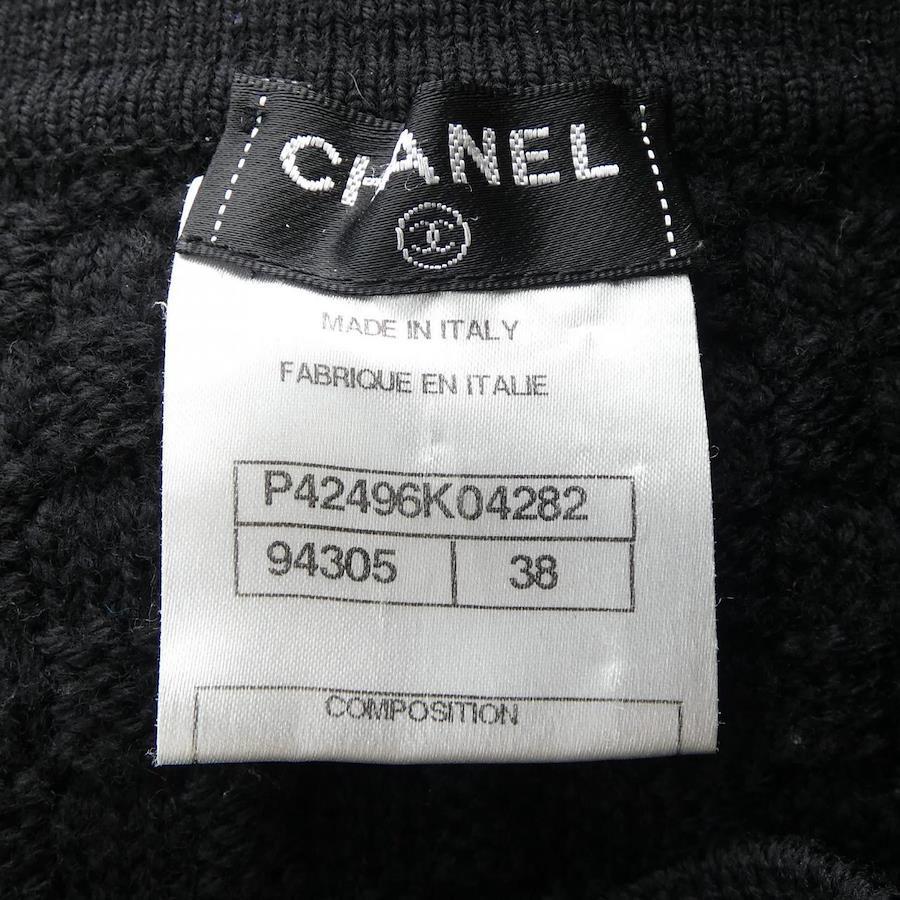 CHANEL
MADE IN ITALY
FABRIQUE EN ITALIE
P42496K04282
94305 38
COMPOSITION